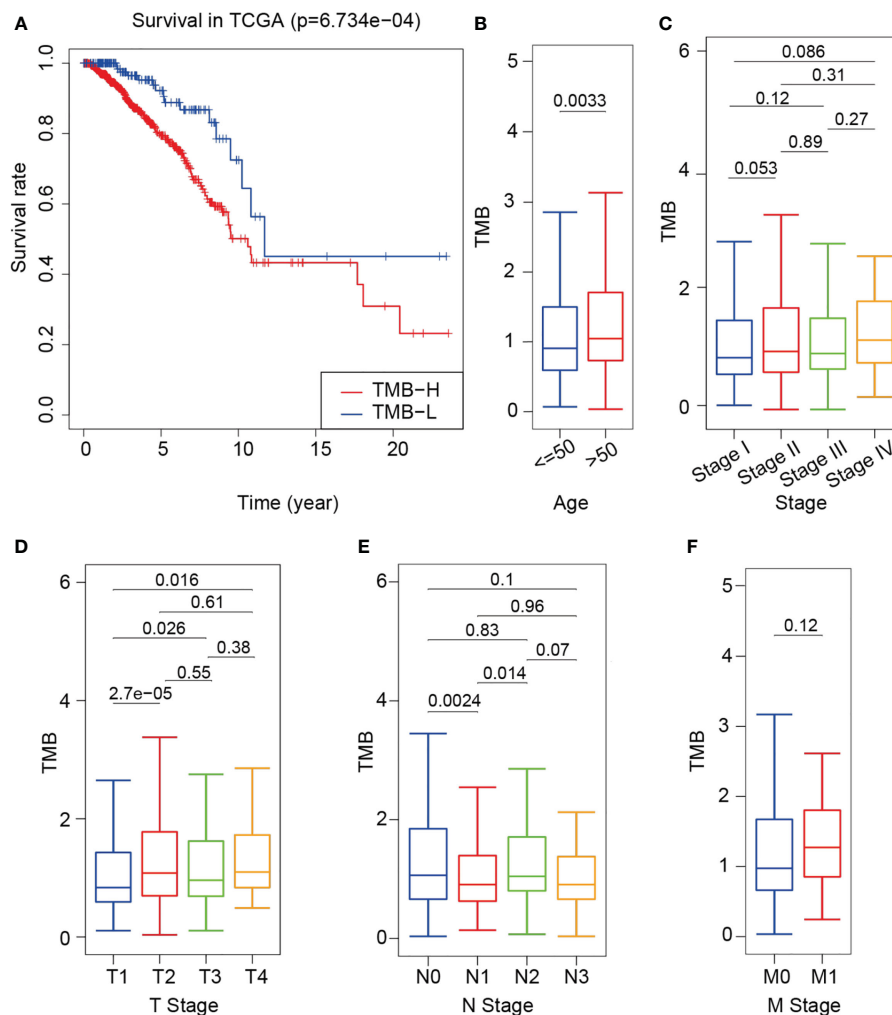 A
Survival in TCGA (p=6.734e−04)
Survival rate
1.0
0.8
0.6
0.4
0.2
0.0
TMB−H
TMB−L
0 5 10 15 20
Time (year)
B
TMB
5
4
3
2
1
0
0.0033
<=50 >50
Age
C
TMB
6
4
2
0
0.086
0.31
0.12
0.27
0.89
0.053
Stage I Stage II Stage III Stage IV
Stage
D
TMB
6
4
2
0
0.016
0.61
0.026
0.38
0.55
2.7e−05
T1 T2 T3 T4
T Stage
E
TMB
6
4
2
0
0.1
0.96
0.83
0.07
0.014
0.0024
N0 N1 N2 N3
N Stage
F
TMB
5
4
3
2
1
0
0.12
M0 M1
M Stage